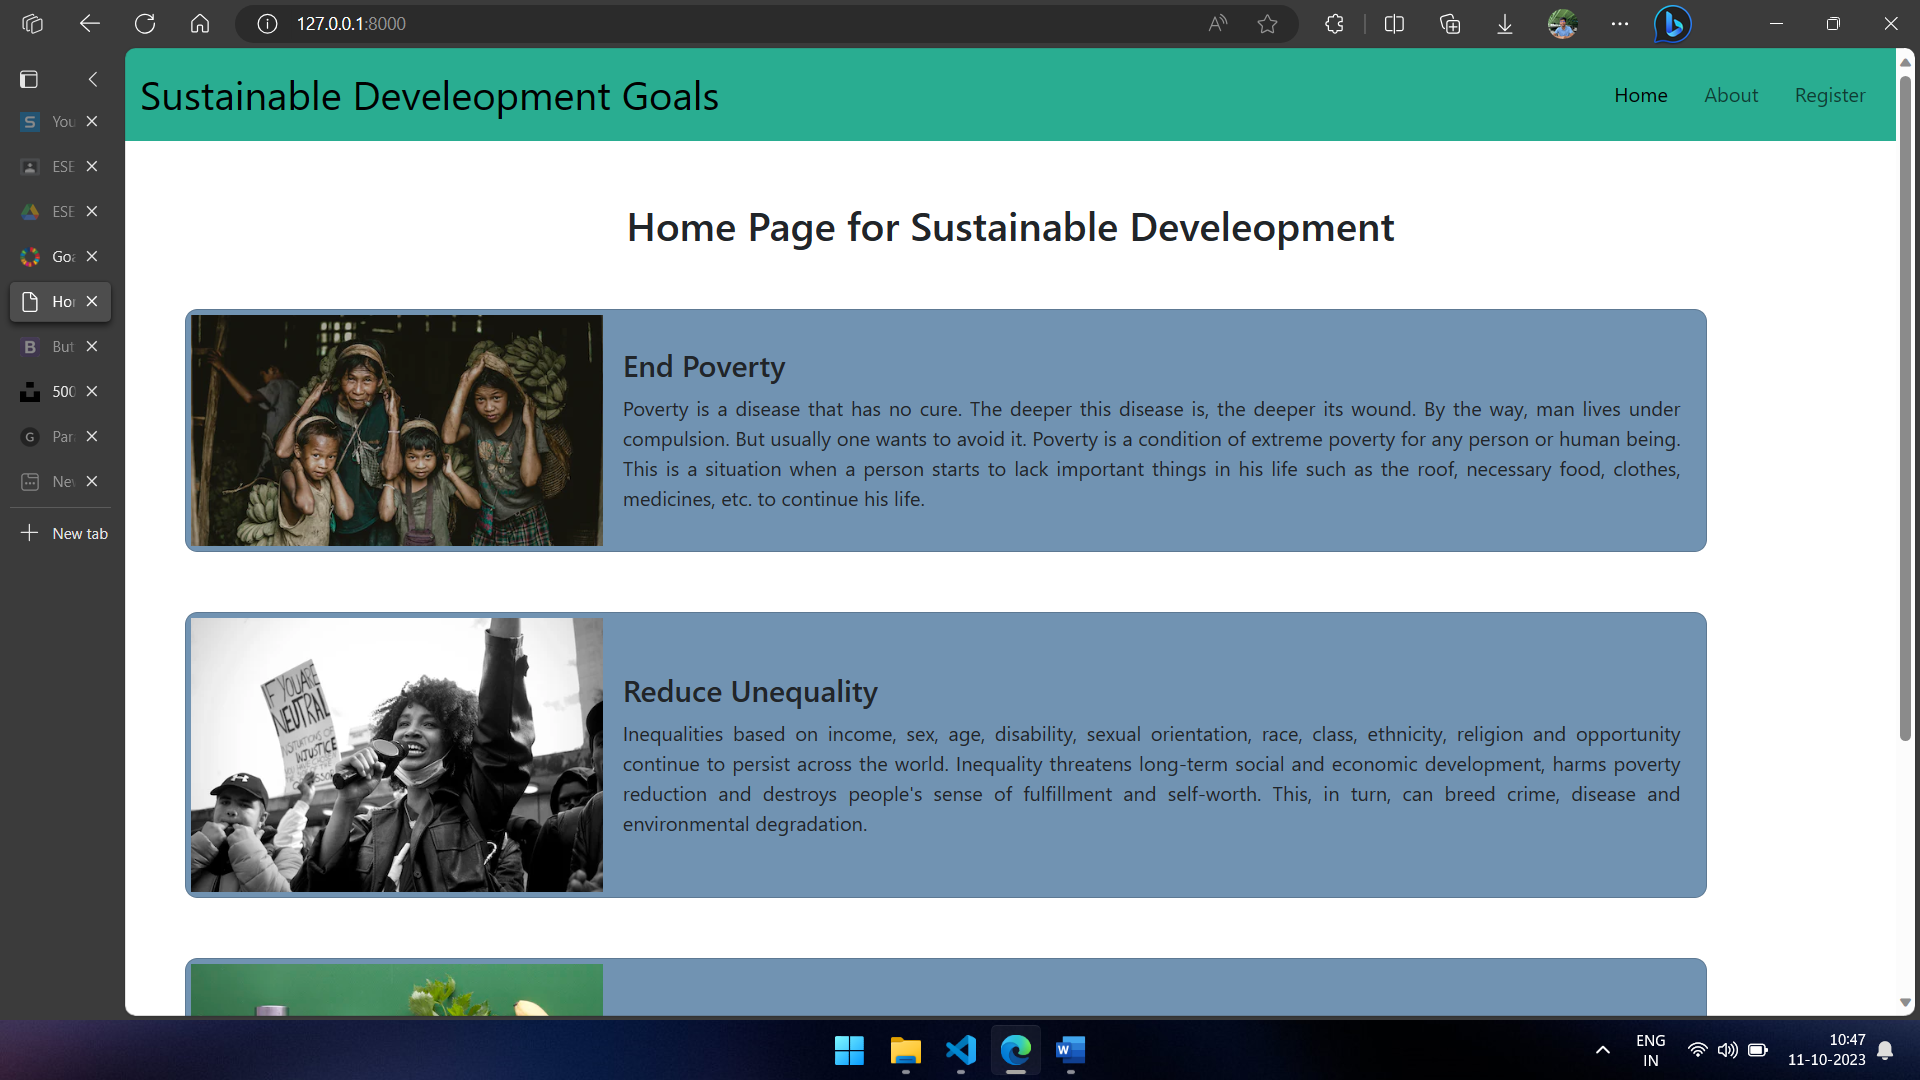 127.0.0.1:8000
You
ESE
ESE
Goa
Hor
But
500
Par
Nev
New tab
Sustainable Develeopment Goals
Home About Register
Home Page for Sustainable Develeopment
End Poverty
Poverty is a disease that has no cure. The deeper this disease is, the deeper its wound. By the way, man lives under
compulsion. But usually one wants to avoid it. Poverty is a condition of extreme poverty for any person or human being.
This is a situation when a person starts to lack important things in his life such as the roof, necessary food, clothes,
medicines, etc. to continue his life.
IF YOU ARE
NEUTRAL
INJUSTICE
Reduce Unequality
Inequalities based on income, sex, age, disability, sexual orientation, race, class, ethnicity, religion and opportunity
continue to persist across the world. Inequality threatens long-term social and economic development, harms poverty
reduction and destroys people's sense of fulfillment and self-worth. This, in turn, can breed crime, disease and
environmental degradation.
ENG
IN
10:47
11-10-2023